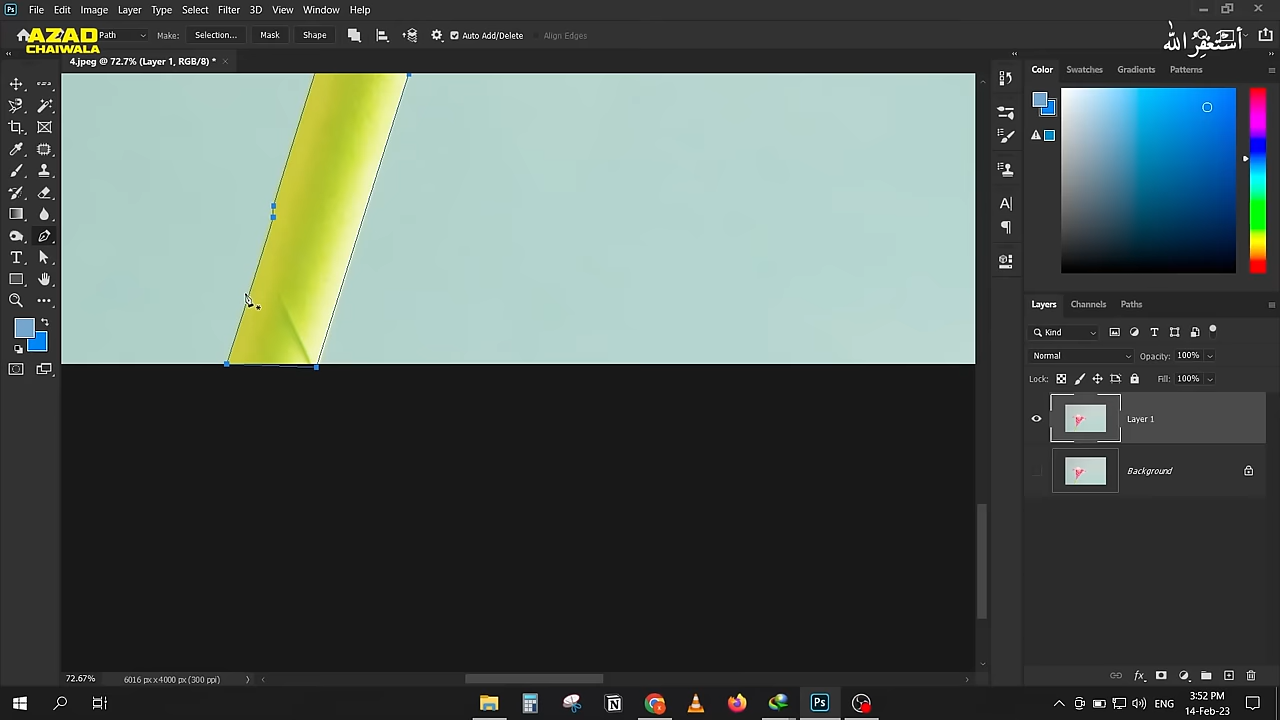 File Edit Image Layer Type Select Filter 3D View Window Help
AZAD
CHAIWALA
أستغفر الله
Path Make: Selection... Mask Shape Auto Add/Delete Align Edges
4.jpeg @ 72.7% (Layer 1, RGB/8) *
Color Swatches Gradients Patterns
Layers Channels Paths
Kind
Normal Opacity: 100%
Lock: Fill: 100%
Layer 1
Background
72.67% 6016 px x 4000 px (300 ppi)
ENG 3:52 PM
14-Feb-23